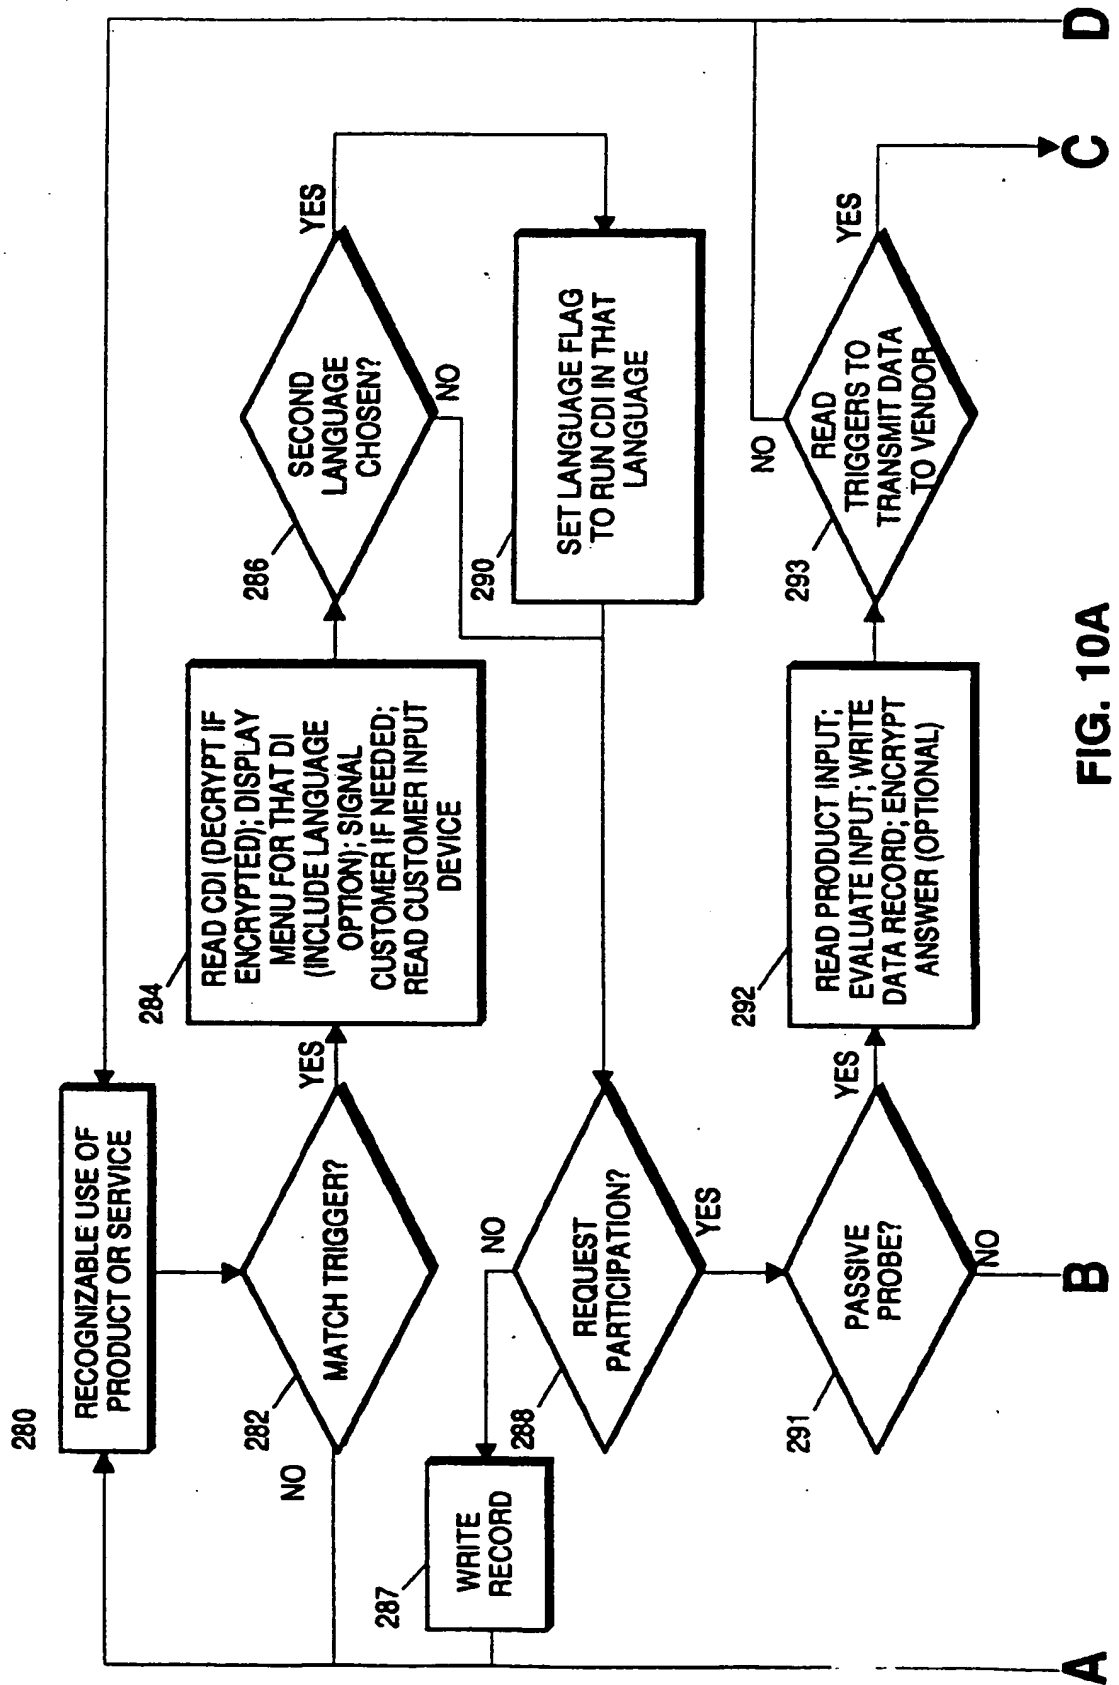 280
RECOGNIZABLE USE OF
PRODUCT OR SERVICE
282
MATCH TRIGGER?
NO
YES
284
READ CDI (DECRYPT IF
ENCRYPTED); DISPLAY
MENU FOR THAT DI
(INCLUDE LANGUAGE
OPTION); SIGNAL
CUSTOMER IF NEEDED;
READ CUSTOMER INPUT
DEVICE
286
SECOND
LANGUAGE
CHOSEN?
YES
NO
287
WRITE
RECORD
288
REQUEST
PARTICIPATION?
NO
YES
290
SET LANGUAGE FLAG
TO RUN CDI IN THAT
LANGUAGE
291
PASSIVE
PROBE?
YES
NO
292
READ PRODUCT INPUT;
EVALUATE INPUT; WRITE
DATA RECORD; ENCRYPT
ANSWER (OPTIONAL)
293
READ
TRIGGERS TO
TRANSMIT DATA
TO VENDOR
NO
YES
A
B
C
D
FIG. 10A